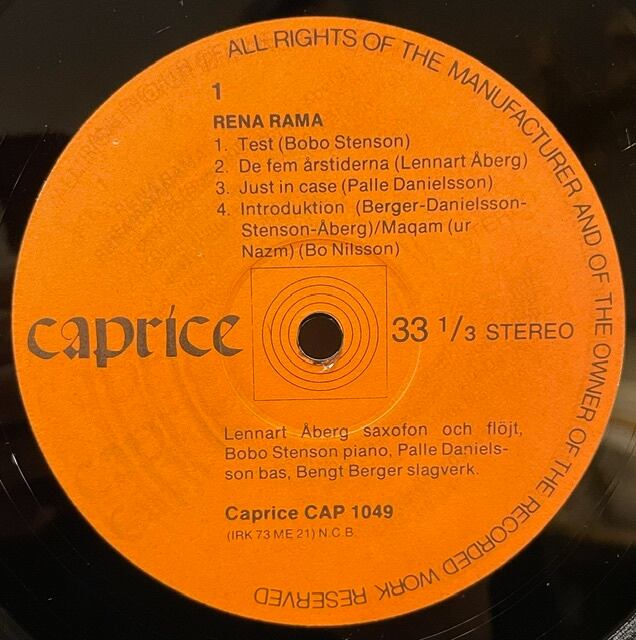 ALL RIGHTS OF THE MANUFACTURER AND OF THE OWNER OF THE RECORDED WORK RESERVED
1
RENA RAMA
1. Test (Bobo Stenson)
2. De fem årstiderna (Lennart Åberg)
3. Just in case (Palle Danielsson)
4. Introduktion (Berger-Danielsson-
Stenson-Åberg)/Maqam (ur
Nazm) (Bo Nilsson)
caprice
33 1/3 STEREO
Lennart Åberg saxofon och flöjt,
Bobo Stenson piano, Palle Daniels-
son bas, Bengt Berger slagverk.
Caprice CAP 1049
(IRK 73 ME 21) N.C.B.